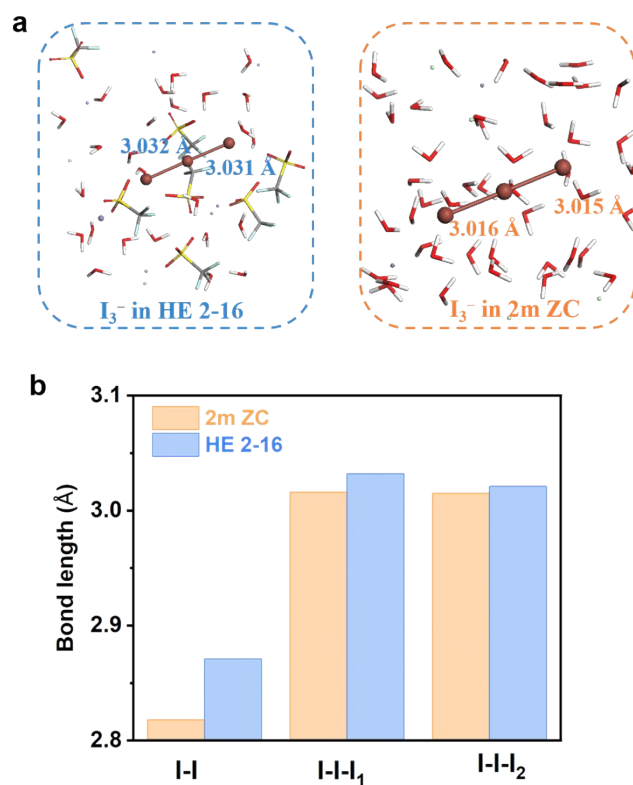 a
3.032 Å
3.031 Å
I₃⁻ in HE 2-16
3.015 Å
3.016 Å
I₃⁻ in 2m ZC
b
3.1
3.0
2.9
2.8
Bond length (Å)
2m ZC
HE 2-16
I-I
I-I-I₁
I-I-I₂